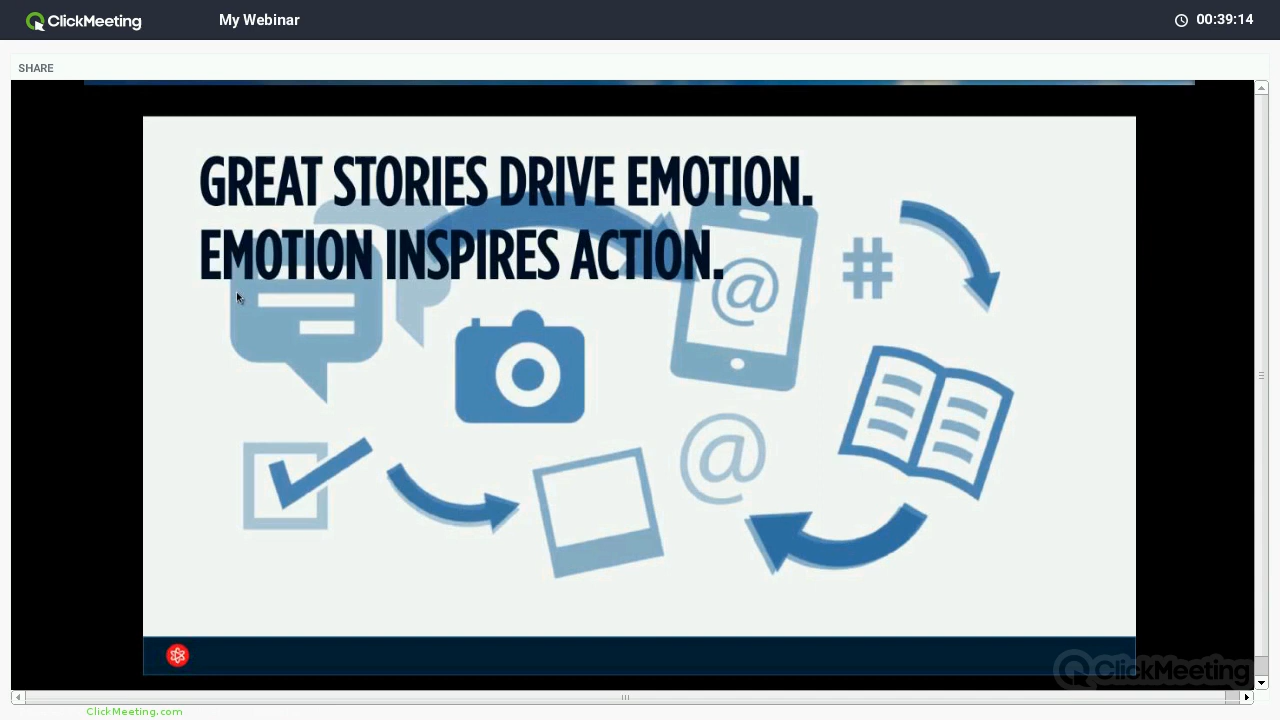 ClickMeeting
My Webinar
00:39:14
SHARE
GREAT STORIES DRIVE EMOTION.
EMOTION INSPIRES ACTION.
@
#
@
ClickMeeting
ClickMeeting.com